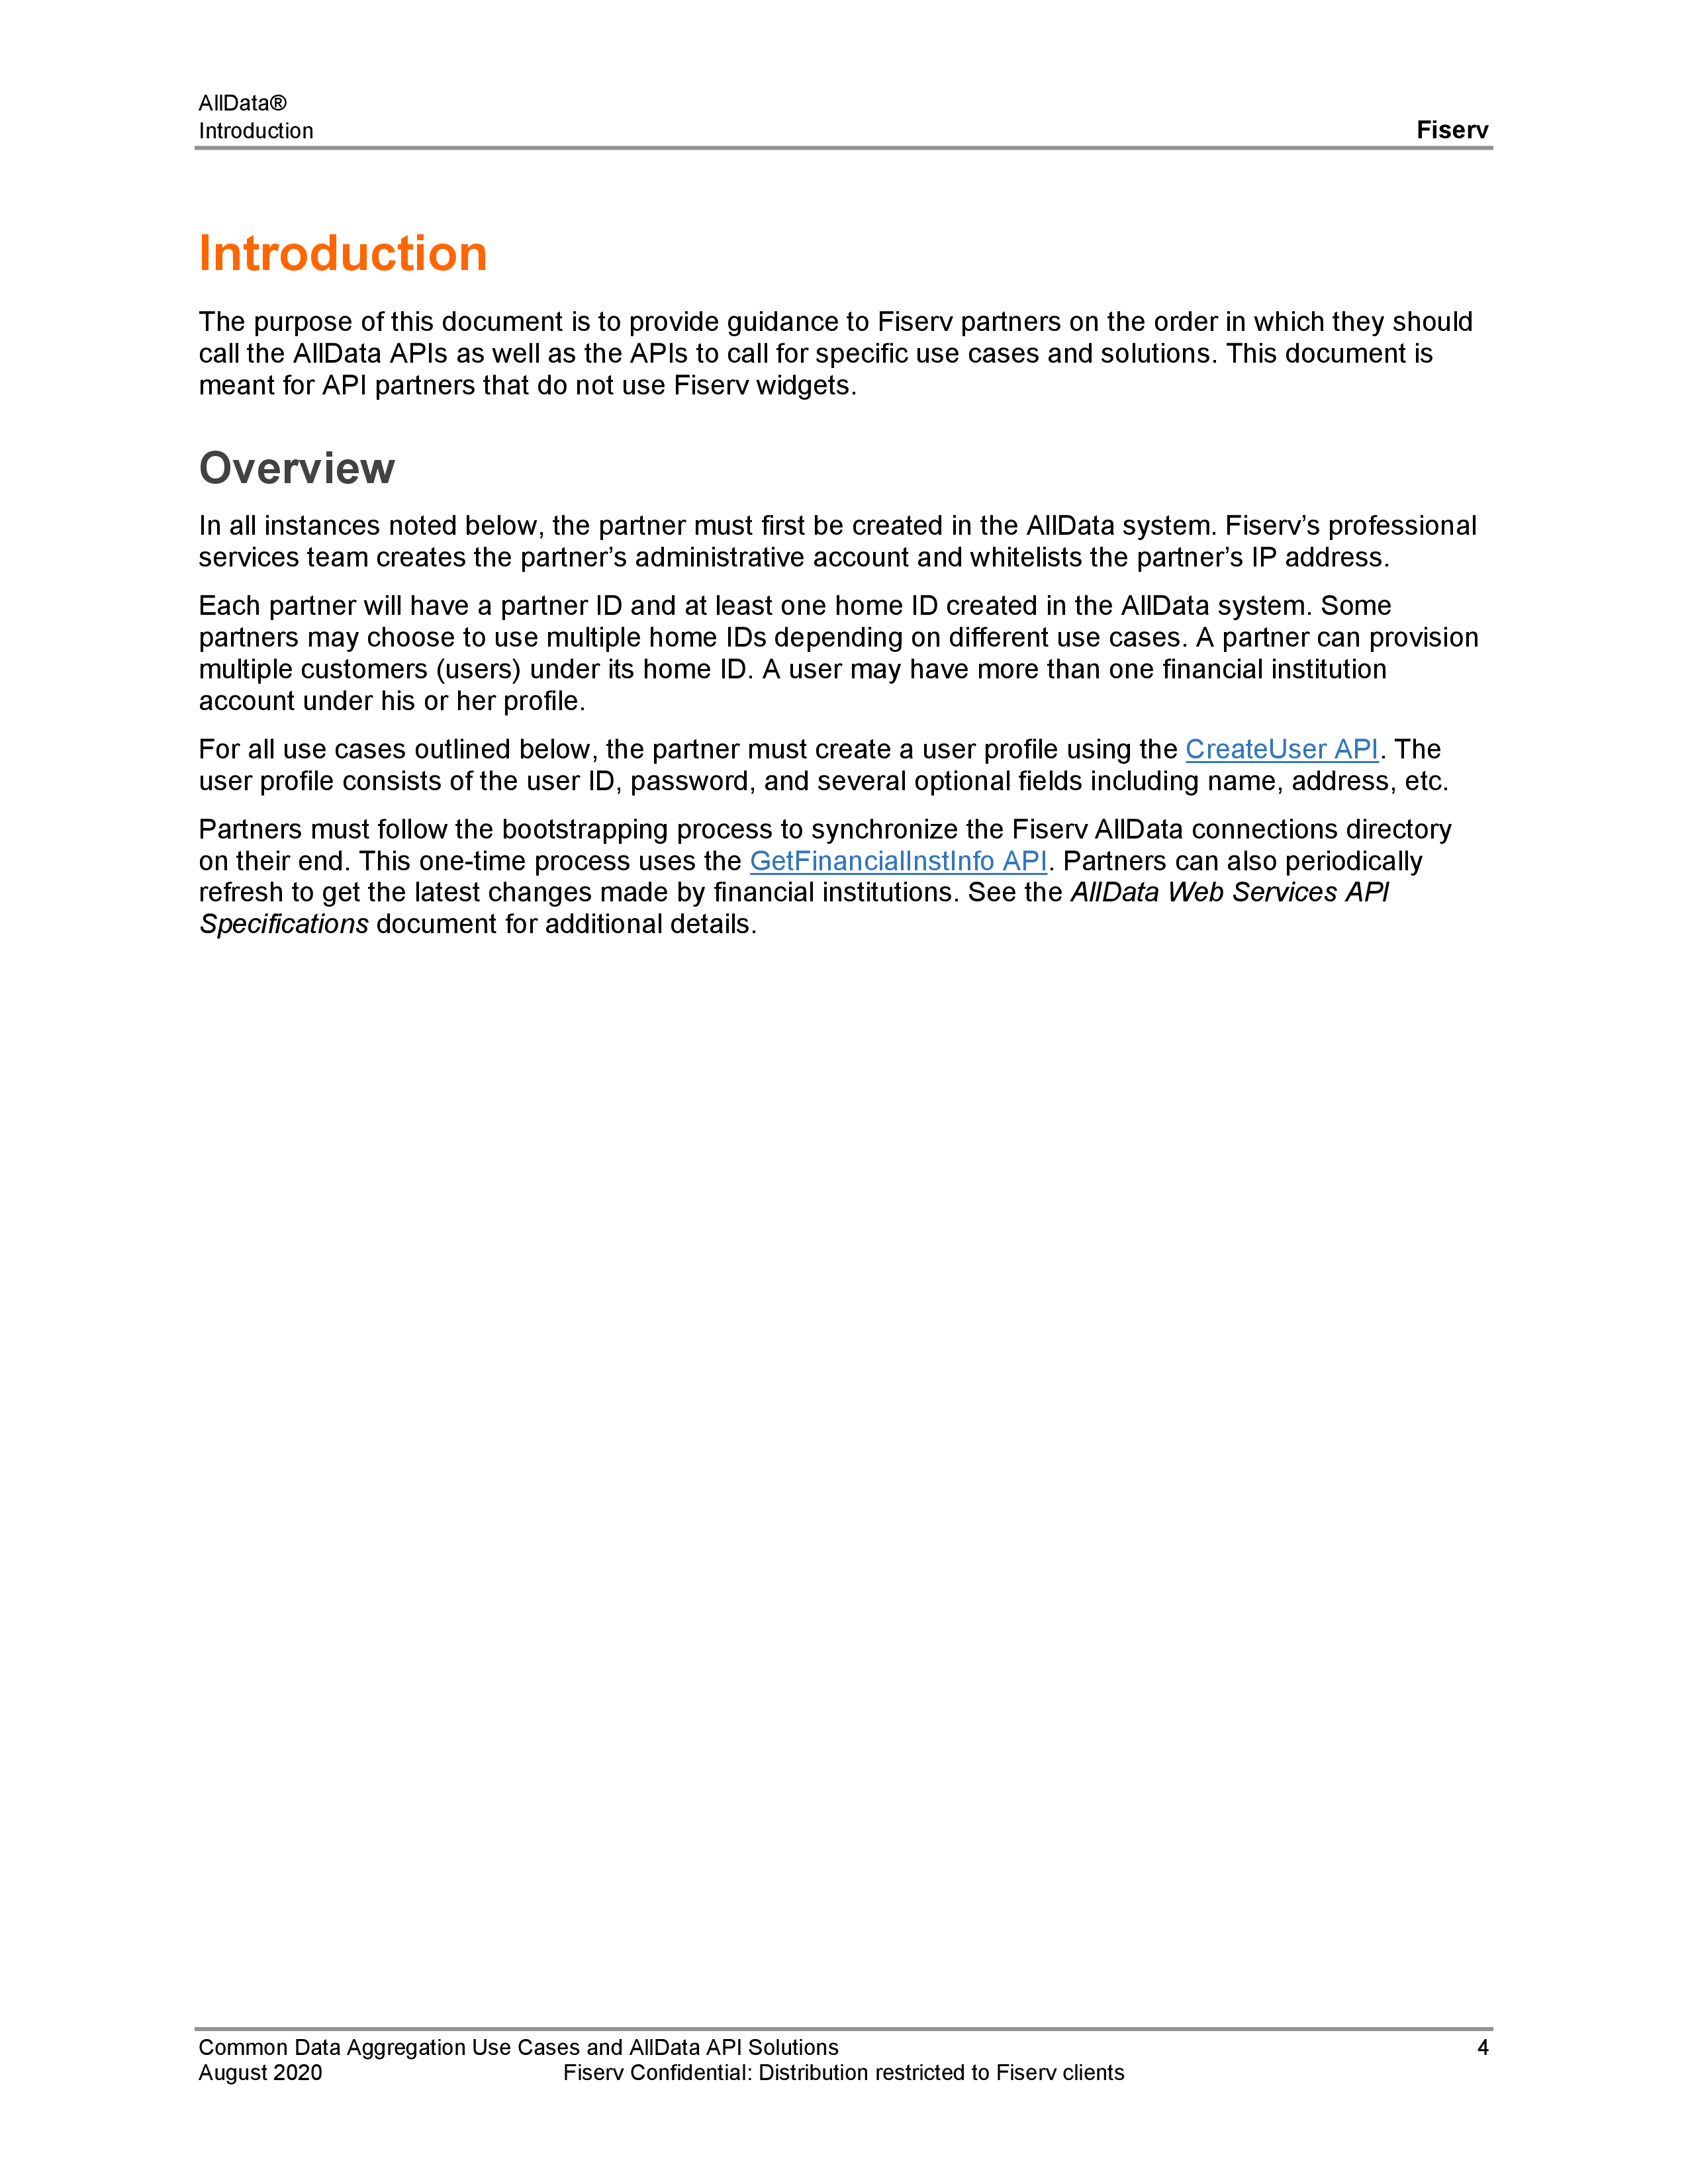 AllData®
Introduction
Fiserv
Introduction
The purpose of this document is to provide guidance to Fiserv partners on the order in which they should
call the AllData APIs as well as the APIs to call for specific use cases and solutions. This document is
meant for API partners that do not use Fiserv widgets.
Overview
In all instances noted below, the partner must first be created in the AllData system. Fiserv’s professional
services team creates the partner’s administrative account and whitelists the partner’s IP address.
Each partner will have a partner ID and at least one home ID created in the AllData system. Some
partners may choose to use multiple home IDs depending on different use cases. A partner can provision
multiple customers (users) under its home ID. A user may have more than one financial institution
account under his or her profile.
For all use cases outlined below, the partner must create a user profile using the CreateUser API. The
user profile consists of the user ID, password, and several optional fields including name, address, etc.
Partners must follow the bootstrapping process to synchronize the Fiserv AllData connections directory
on their end. This one-time process uses the GetFinancialInstInfo API. Partners can also periodically
refresh to get the latest changes made by financial institutions. See the AllData Web Services API
Specifications document for additional details.
Common Data Aggregation Use Cases and AllData API Solutions
4
August 2020
Fiserv Confidential: Distribution restricted to Fiserv clients